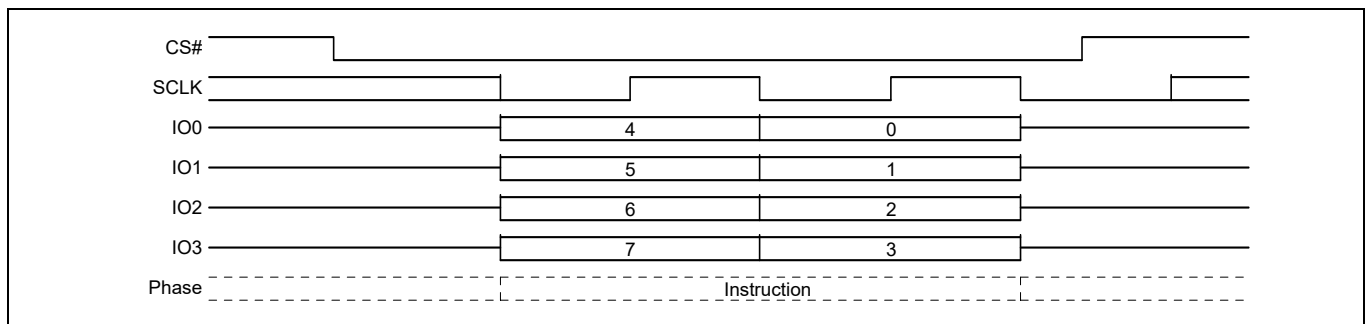 CS#
SCLK
IO0 4 0
IO1 5 1
IO2 6 2
IO3 7 3
Phase Instruction